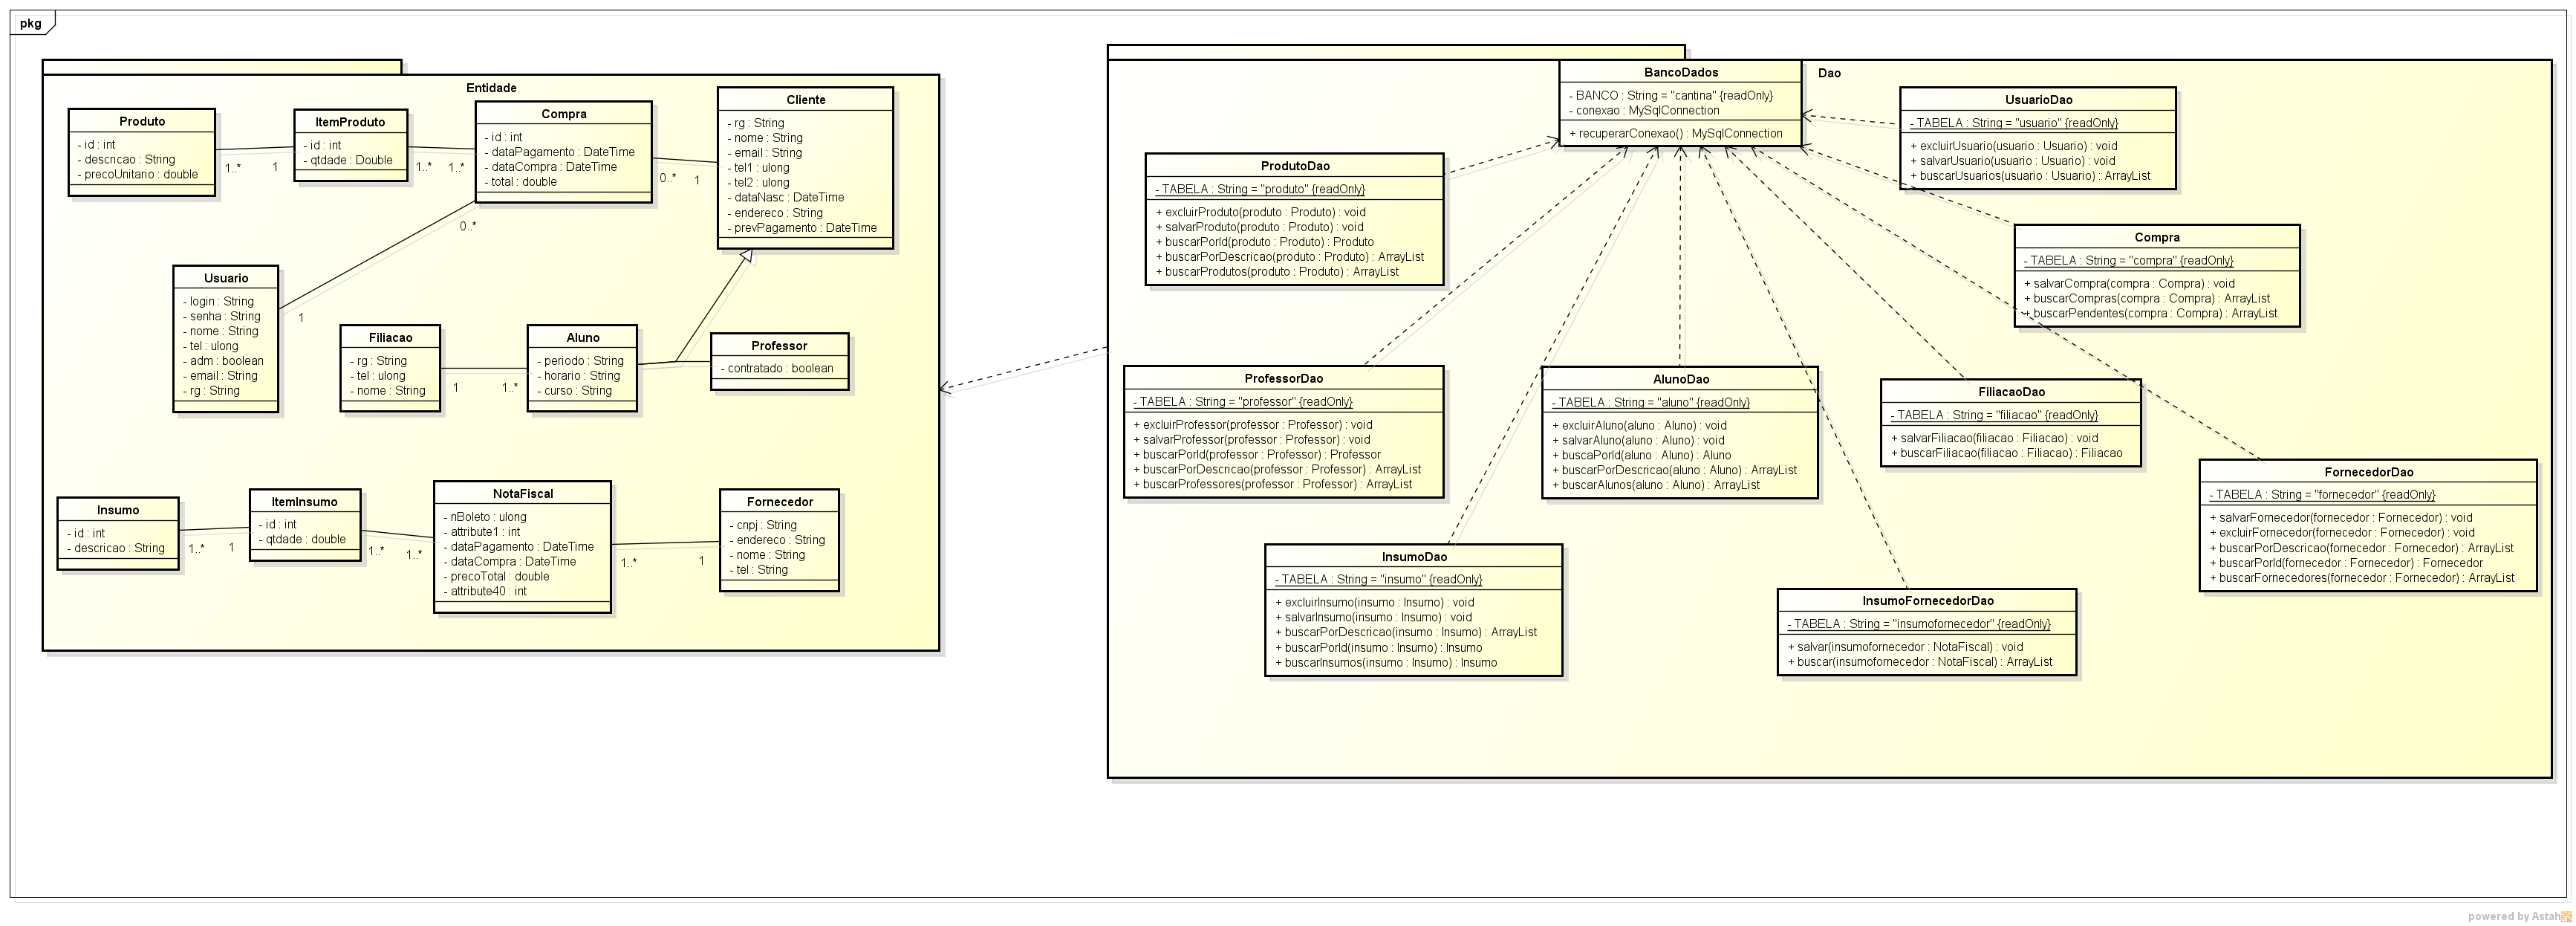 pkg
Entidade
Produto
- id : int
- descricao : String
- precoUnitario : double
1..*
1
ItemProduto
- id : int
- qtdade : Double
1..*
1..*
Compra
- id : int
- dataPagamento : DateTime
- dataCompra : DateTime
- total : double
0..*
1
0..*
Cliente
- rg : String
- nome : String
- email : String
- tel1 : ulong
- tel2 : ulong
- dataNasc : DateTime
- endereco : String
- prevPagamento : DateTime
Usuario
- login : String
- senha : String
- nome : String
- tel : ulong
- adm : boolean
- email : String
- rg : String
1
Filiacao
- rg : String
- tel : ulong
- nome : String
1
1..*
Aluno
- periodo : String
- horario : String
- curso : String
Professor
- contratado : boolean
Insumo
- id : int
- descricao : String
1..*
1
ItemInsumo
- id : int
- qtdade : double
1..*
1..*
NotaFiscal
- nBoleto : ulong
- attribute1 : int
- dataPagamento : DateTime
- dataCompra : DateTime
- precoTotal : double
- attribute40 : int
1..*
1
Fornecedor
- cnpj : String
- endereco : String
- nome : String
- tel : String
Dao
BancoDados
- BANCO : String = "cantina" {readOnly}
- conexao : MySqlConnection
+ recuperarConexao() : MySqlConnection
UsuarioDao
- TABELA : String = "usuario" {readOnly}
+ excluirUsuario(usuario : Usuario) : void
+ salvarUsuario(usuario : Usuario) : void
+ buscarUsuarios(usuario : Usuario) : ArrayList
ProdutoDao
- TABELA : String = "produto" {readOnly}
+ excluirProduto(produto : Produto) : void
+ salvarProduto(produto : Produto) : void
+ buscarPorId(produto : Produto) : Produto
+ buscarPorDescricao(produto : Produto) : ArrayList
+ buscarProdutos(produto : Produto) : ArrayList
Compra
- TABELA : String = "compra" {readOnly}
+ salvarCompra(compra : Compra) : void
+ buscarCompras(compra : Compra) : ArrayList
+ buscarPendentes(compra : Compra) : ArrayList
ProfessorDao
- TABELA : String = "professor" {readOnly}
+ excluirProfessor(professor : Professor) : void
+ salvarProfessor(professor : Professor) : void
+ buscarPorId(professor : Professor) : Professor
+ buscarPorDescricao(professor : Professor) : ArrayList
+ buscarProfessores(professor : Professor) : ArrayList
AlunoDao
- TABELA : String = "aluno" {readOnly}
+ excluirAluno(aluno : Aluno) : void
+ salvarAluno(aluno : Aluno) : void
+ buscaPorId(aluno : Aluno) : Aluno
+ buscarPorDescricao(aluno : Aluno) : ArrayList
+ buscarAlunos(aluno : Aluno) : ArrayList
FiliacaoDao
- TABELA : String = "filiacao" {readOnly}
+ salvarFiliacao(filiacao : Filiacao) : void
+ buscarFiliacao(filiacao : Filiacao) : Filiacao
FornecedorDao
- TABELA : String = "fornecedor" {readOnly}
+ salvarFornecedor(fornecedor : Fornecedor) : void
+ excluirFornecedor(fornecedor : Fornecedor) : void
+ buscarPorDescricao(fornecedor : Fornecedor) : ArrayList
+ buscarPorId(fornecedor : Fornecedor) : Fornecedor
+ buscarFornecedores(fornecedor : Fornecedor) : ArrayList
InsumoDao
- TABELA : String = "insumo" {readOnly}
+ excluirInsumo(insumo : Insumo) : void
+ salvarInsumo(insumo : Insumo) : void
+ buscarPorDescricao(insumo : Insumo) : ArrayList
+ buscarPorId(insumo : Insumo) : Insumo
+ buscarInsumos(insumo : Insumo) : Insumo
InsumoFornecedorDao
- TABELA : String = "insumofornecedor" {readOnly}
+ salvar(insumofornecedor : NotaFiscal) : void
+ buscar(insumofornecedor : NotaFiscal) : ArrayList
powered by Astah